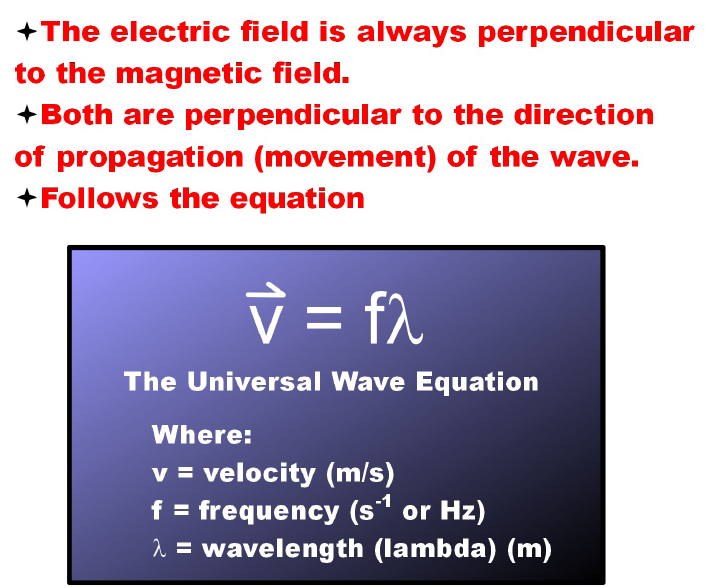 ✦The electric field is always perpendicular
to the magnetic field.
✦Both are perpendicular to the direction
of propagation (movement) of the wave.
✦Follows the equation
v⃗ = fλ
The Universal Wave Equation
Where:
v = velocity (m/s)
f = frequency (s⁻¹ or Hz)
λ = wavelength (lambda) (m)